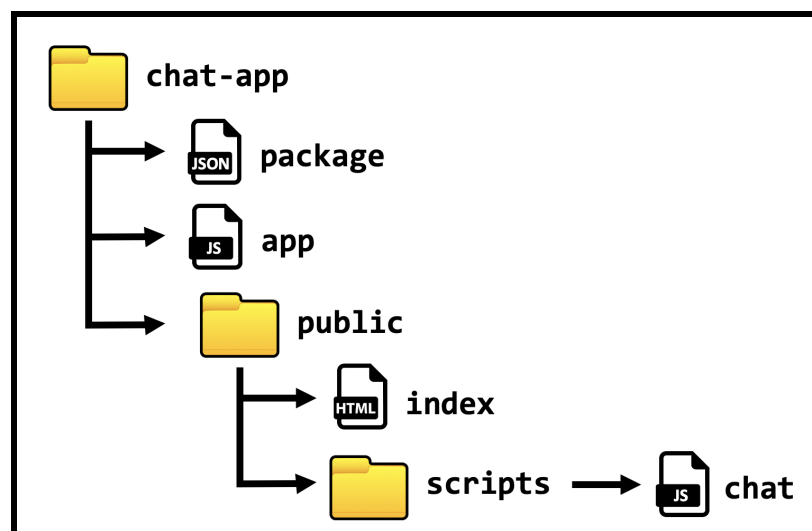 chat-app
JSON package
JS app
public
HTML index
scripts
JS chat